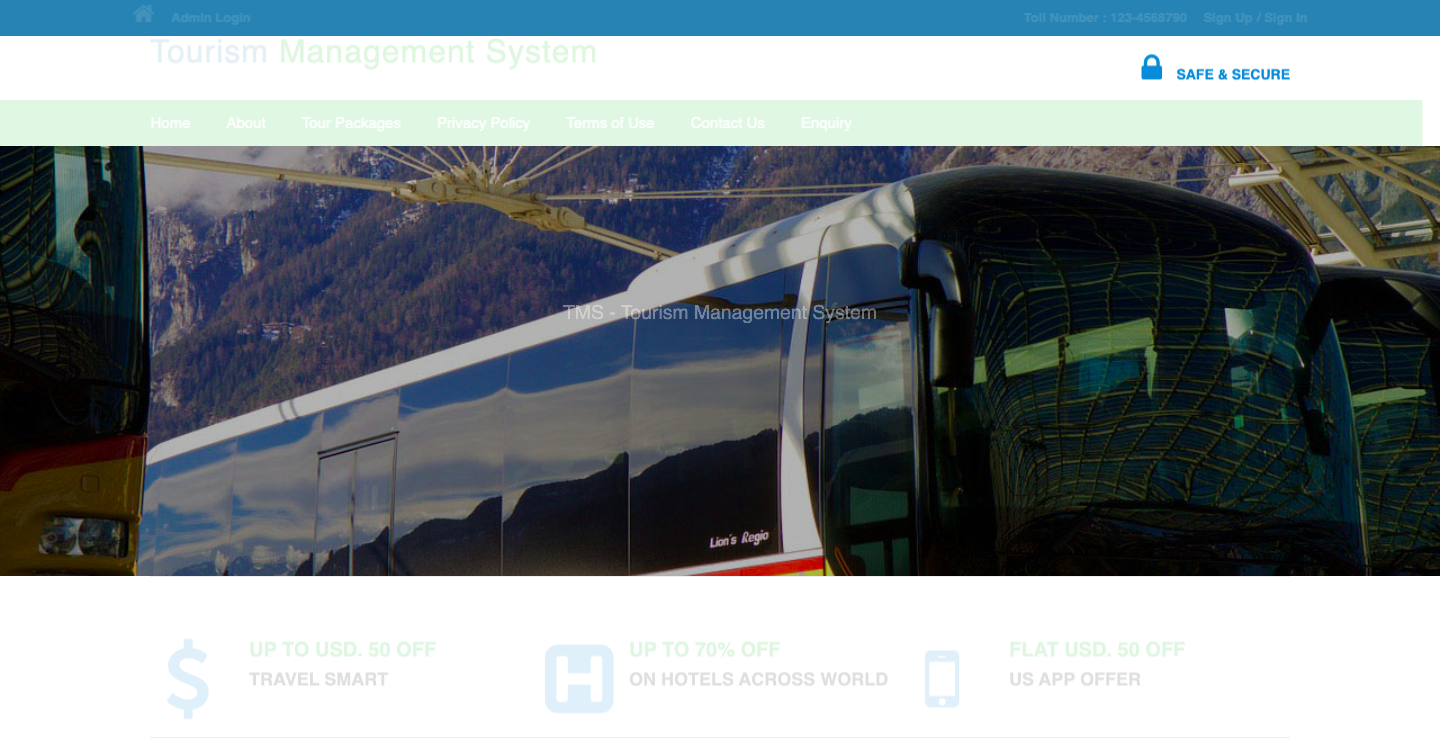 Admin Login
Toll Number : 123-4568790 Sign Up / Sign In
Tourism Management System
SAFE & SECURE
Home About Tour Packages Privacy Policy Terms of Use Contact Us Enquiry
TMS - Tourism Management System
Lion's Regio
UP TO USD. 50 OFF
TRAVEL SMART
H
UP TO 70% OFF
ON HOTELS ACROSS WORLD
FLAT USD. 50 OFF
US APP OFFER